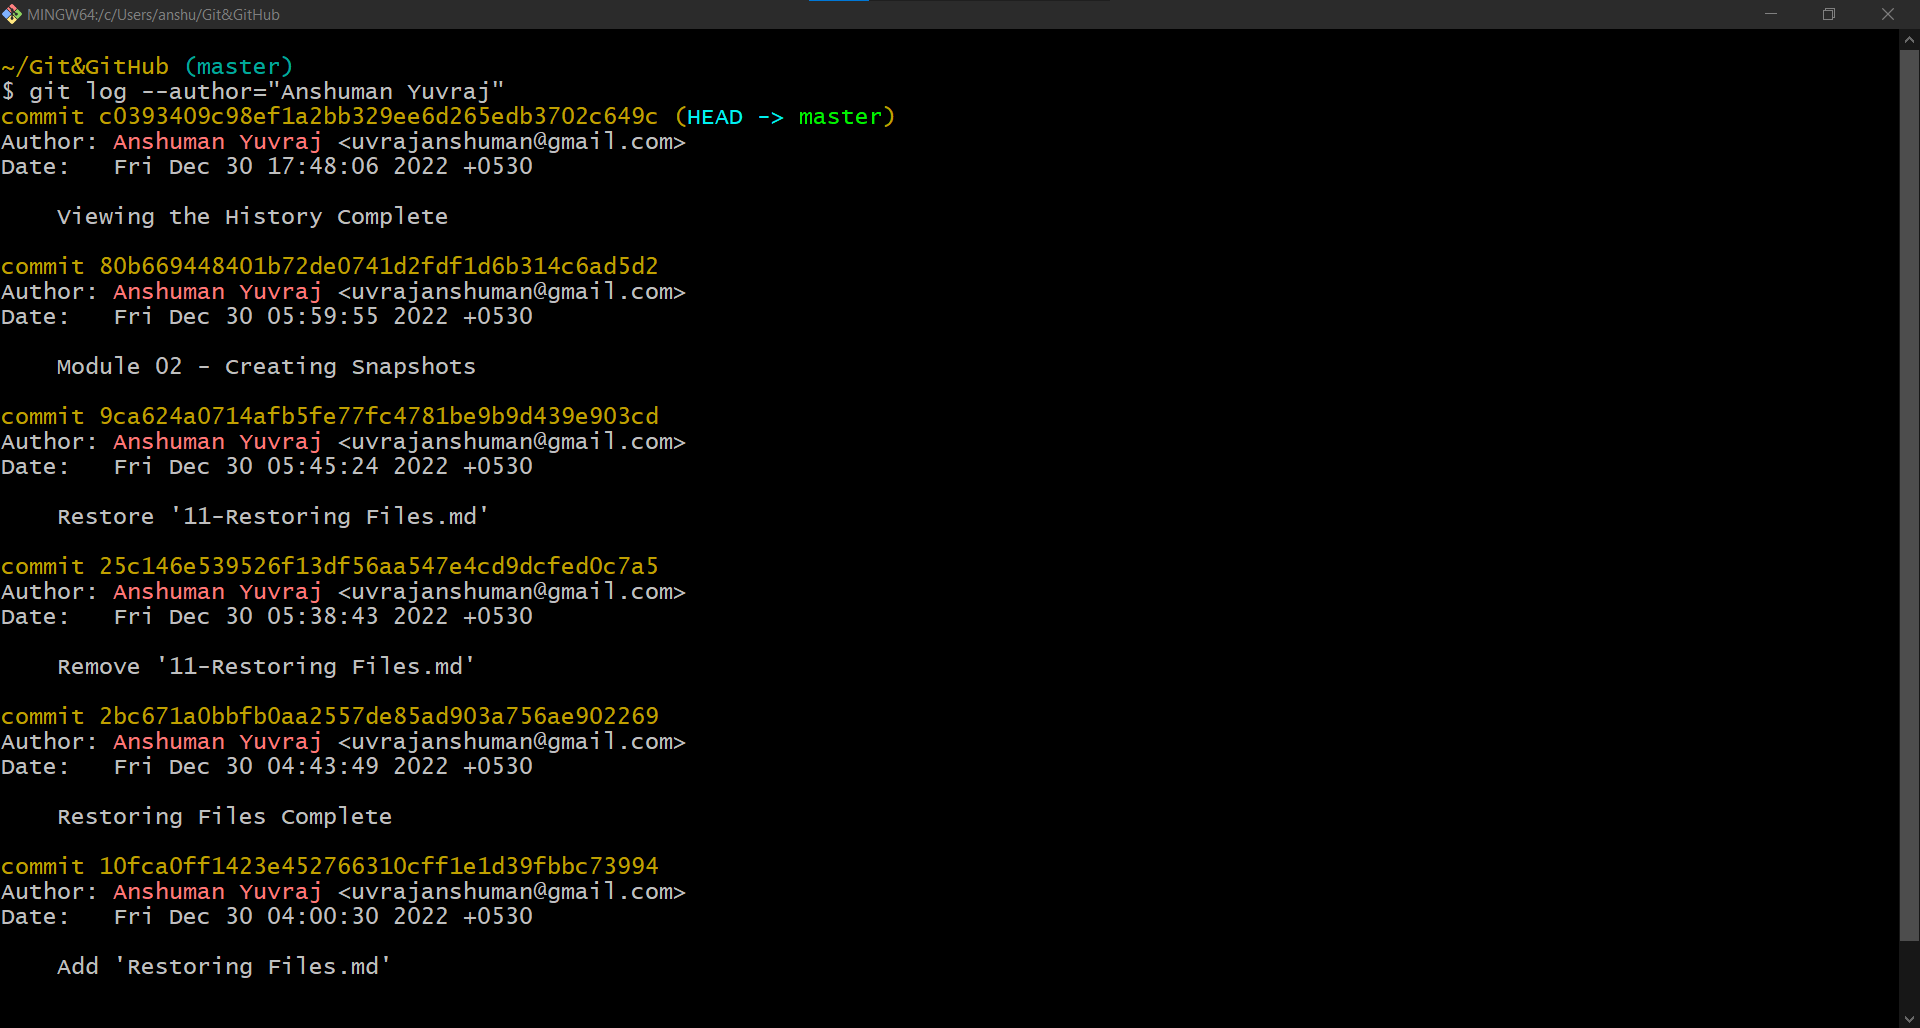 MINGW64:/c/Users/anshu/Git&GitHub
~/Git&GitHub (master)
$ git log --author="Anshuman Yuvraj"
commit c0393409c98ef1a2bb329ee6d265edb3702c649c (HEAD -> master)
Author: Anshuman Yuvraj <uvrajanshuman@gmail.com>
Date:   Fri Dec 30 17:48:06 2022 +0530
Viewing the History Complete
commit 80b669448401b72de0741d2fdf1d6b314c6ad5d2
Author: Anshuman Yuvraj <uvrajanshuman@gmail.com>
Date:   Fri Dec 30 05:59:55 2022 +0530
Module 02 - Creating Snapshots
commit 9ca624a0714afb5fe77fc4781be9b9d439e903cd
Author: Anshuman Yuvraj <uvrajanshuman@gmail.com>
Date:   Fri Dec 30 05:45:24 2022 +0530
Restore '11-Restoring Files.md'
commit 25c146e539526f13df56aa547e4cd9dcfed0c7a5
Author: Anshuman Yuvraj <uvrajanshuman@gmail.com>
Date:   Fri Dec 30 05:38:43 2022 +0530
Remove '11-Restoring Files.md'
commit 2bc671a0bbfb0aa2557de85ad903a756ae902269
Author: Anshuman Yuvraj <uvrajanshuman@gmail.com>
Date:   Fri Dec 30 04:43:49 2022 +0530
Restoring Files Complete
commit 10fca0ff1423e452766310cff1e1d39fbbc73994
Author: Anshuman Yuvraj <uvrajanshuman@gmail.com>
Date:   Fri Dec 30 04:00:30 2022 +0530
Add 'Restoring Files.md'